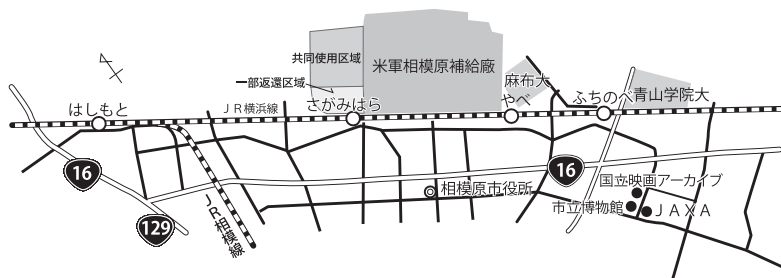 共同使用区域
米軍相模原補給廠
一部返還区域
麻布大
はしもと
JR横浜線
さがみはら
やべ
ふちのべ
青山学院大
16
16
国立映画アーカイブ
相模原市役所
市立博物館
JAXA
129
JR相模線